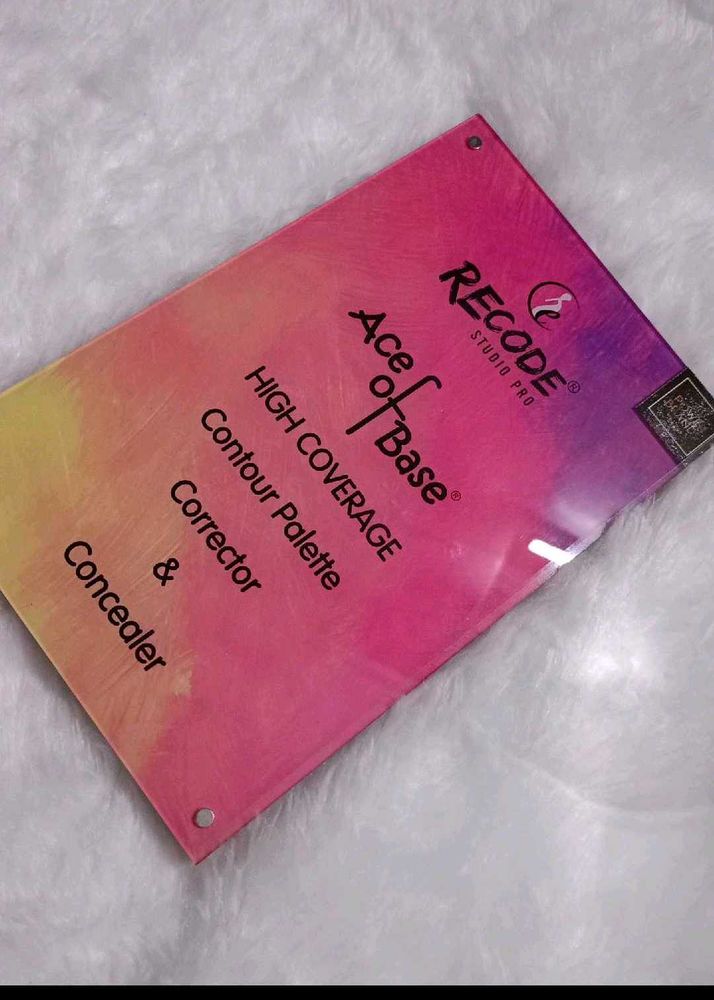 RECODE®
STUDIO PRO
Ace
of
Base®
HIGH COVERAGE
Contour Palette
Corrector
&
Concealer